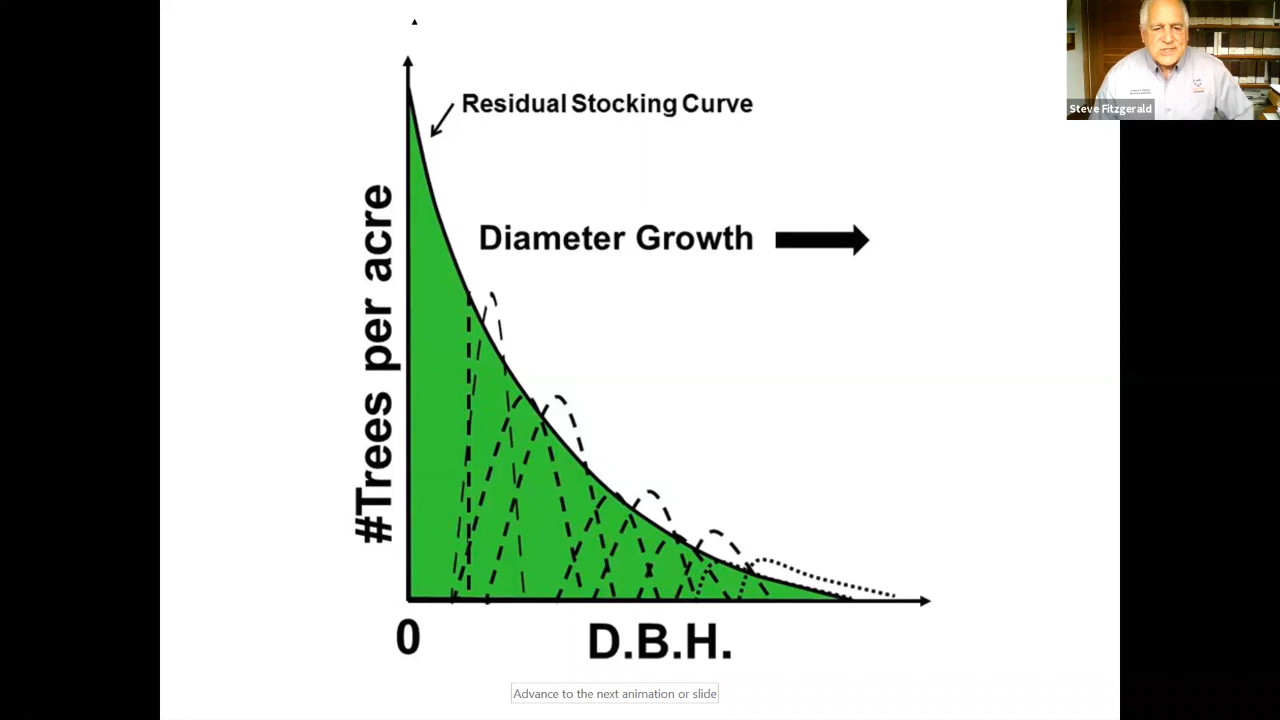 Residual Stocking Curve
Steve Fitzgerald
Diameter Growth
#Trees per acre
0
D.B.H.
Advance to the next animation or slide